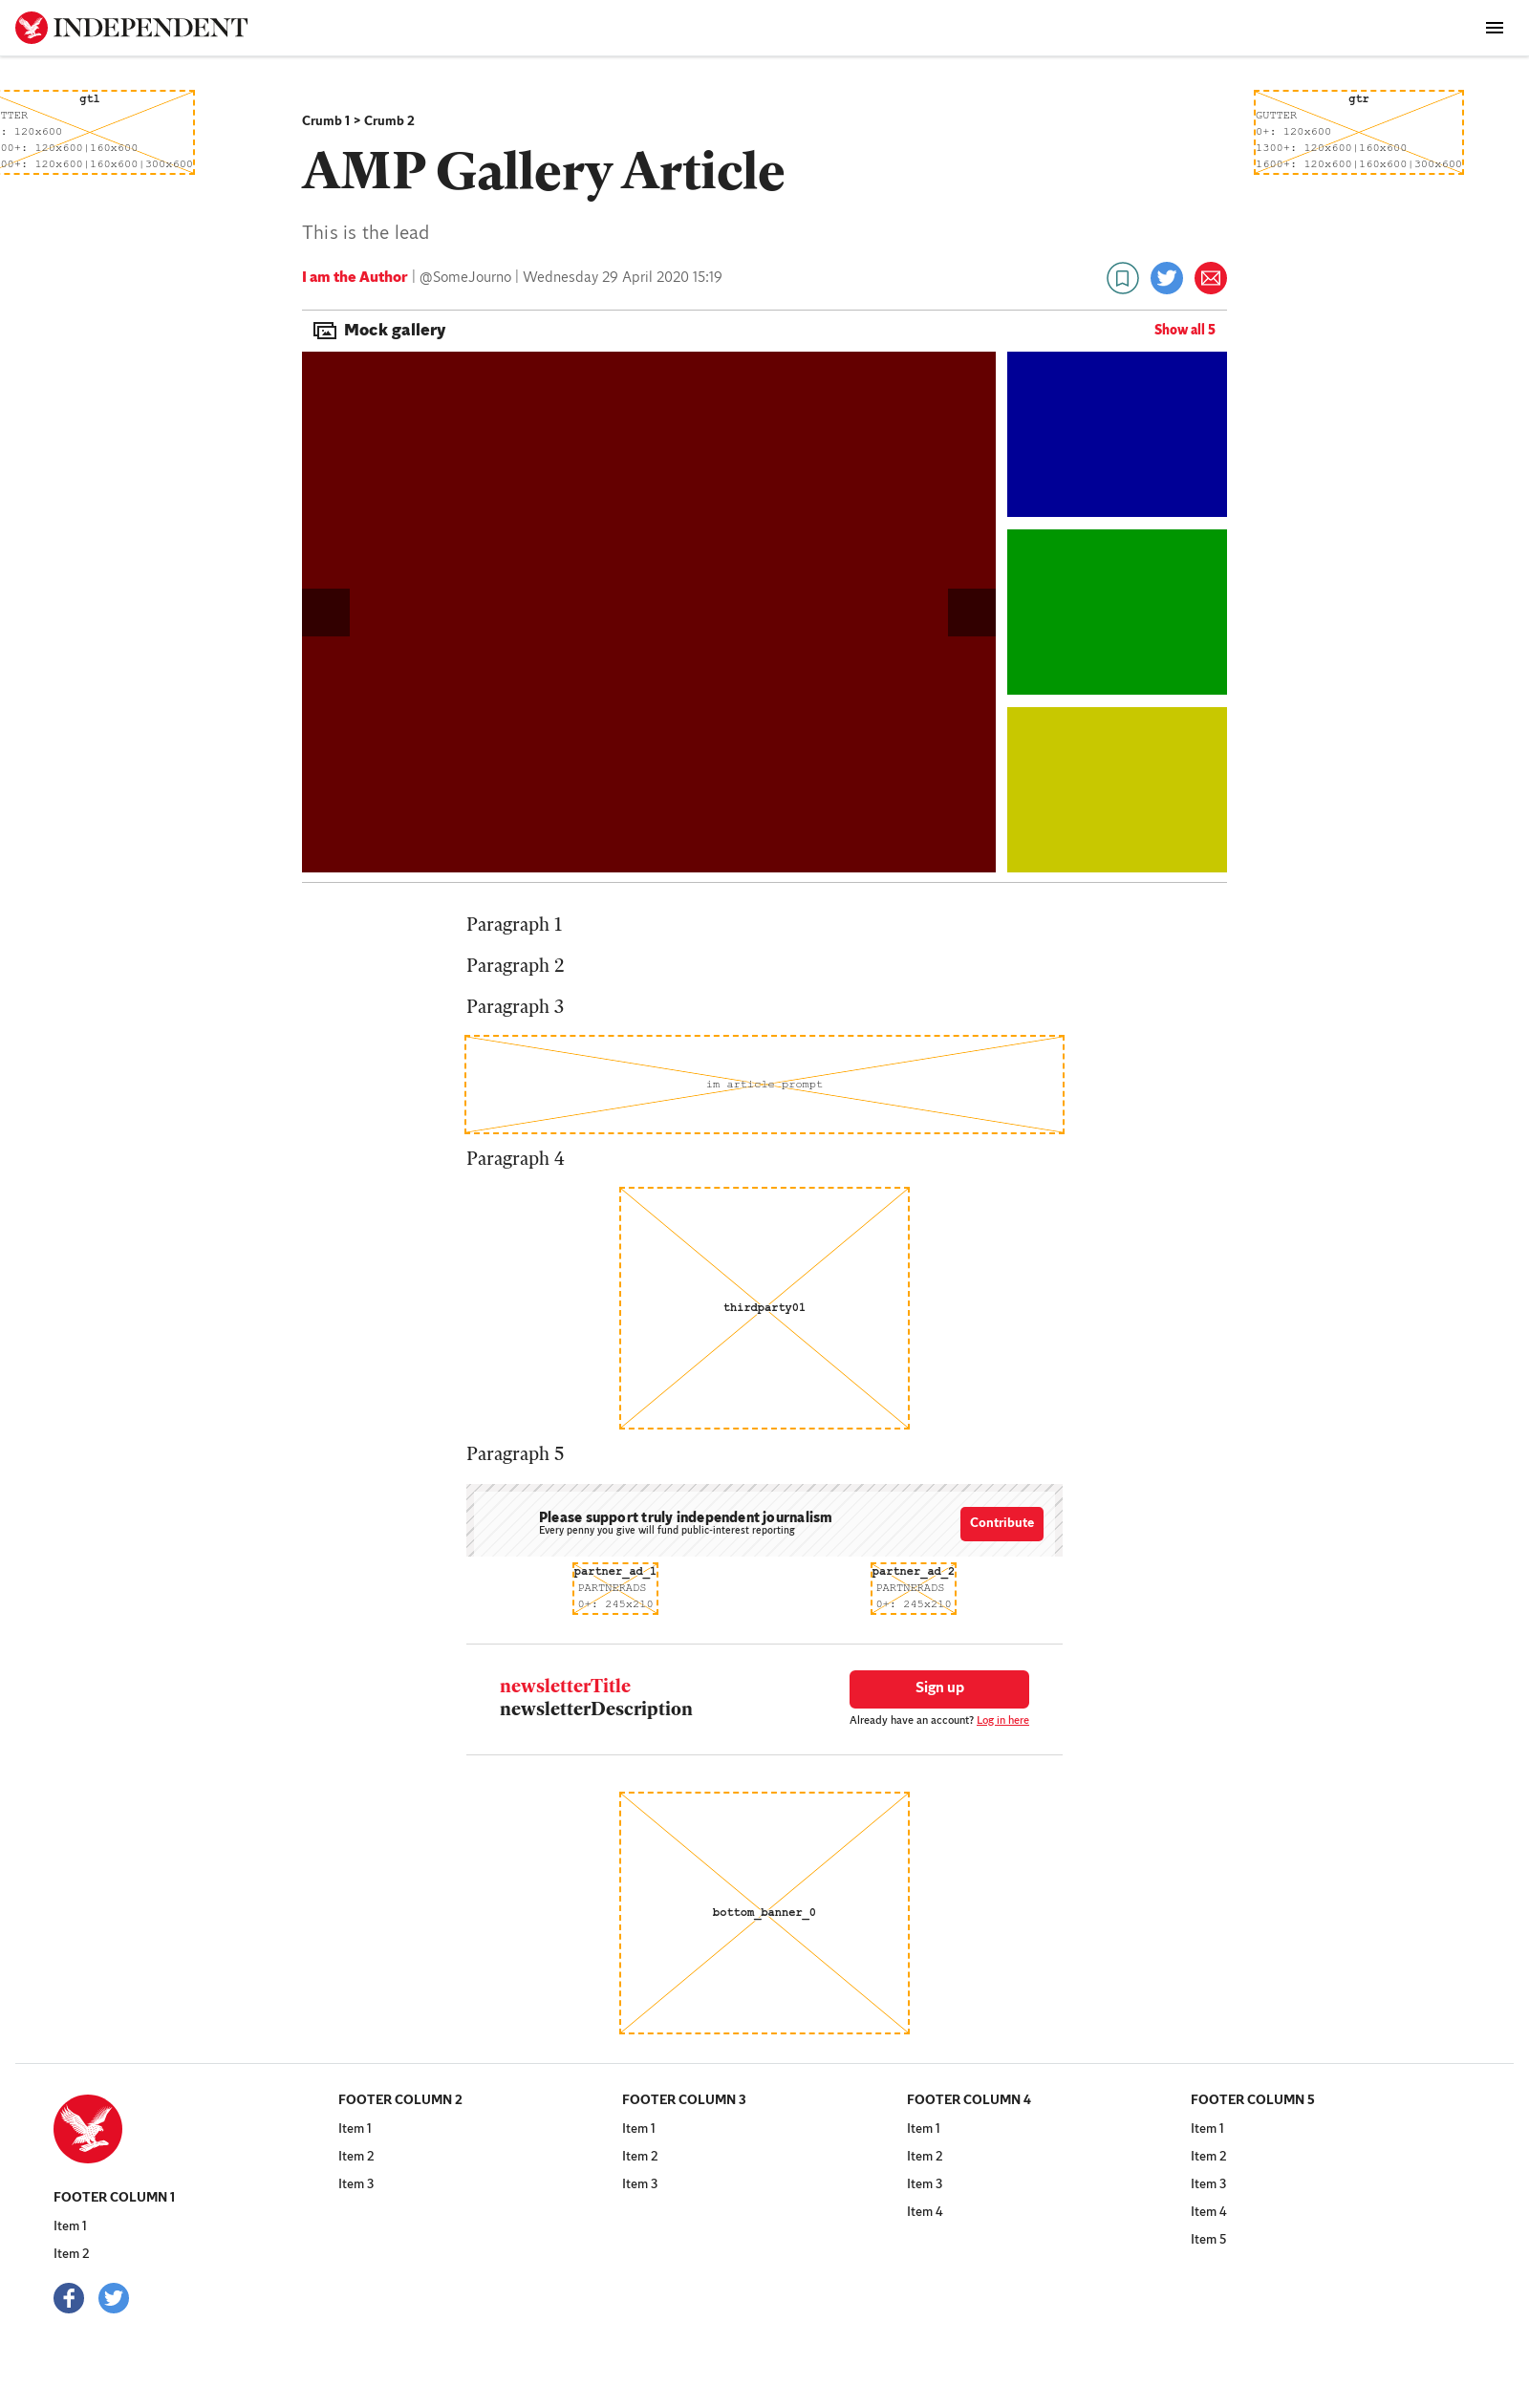 INDEPENDENT
gtl
TTER
: 120x600
00+: 120x600|160x600
00+: 120x600|160x600|300x600
gtr
GUTTER
0+: 120x600
1300+: 120x600|160x600
1600+: 120x600|160x600|300x600
Crumb 1 > Crumb 2
AMP Gallery Article
This is the lead
I am the Author | @SomeJourno | Wednesday 29 April 2020 15:19
Mock gallery
Show all 5
Paragraph 1
Paragraph 2
Paragraph 3
im article prompt
Paragraph 4
thirdparty01
Paragraph 5
Please support truly independent journalism
Every penny you give will fund public-interest reporting
Contribute
partner_ad_1
PARTNERADS
0+: 245x210
partner_ad_2
PARTNERADS
0+: 245x210
newsletterTitle
newsletterDescription
Sign up
Already have an account? Log in here
bottom_banner_0
FOOTER COLUMN 1
Item 1
Item 2
FOOTER COLUMN 2
Item 1
Item 2
Item 3
FOOTER COLUMN 3
Item 1
Item 2
Item 3
FOOTER COLUMN 4
Item 1
Item 2
Item 3
Item 4
FOOTER COLUMN 5
Item 1
Item 2
Item 3
Item 4
Item 5